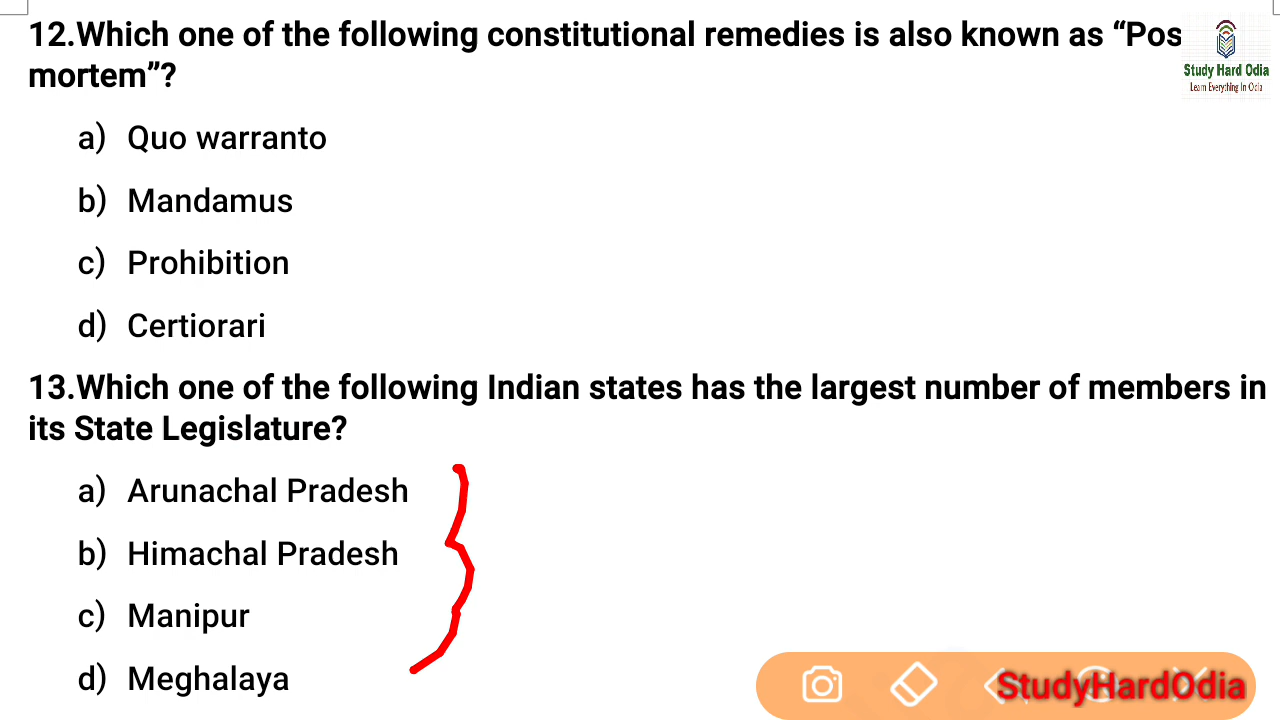 12.Which one of the following constitutional remedies is also known as “Pos
mortem”?
Study Hard Odia
Learn Everything In Odia
a) Quo warranto
b) Mandamus
c) Prohibition
d) Certiorari
13.Which one of the following Indian states has the largest number of members in
its State Legislature?
a) Arunachal Pradesh
b) Himachal Pradesh
c) Manipur
d) Meghalaya
StudyHardOdia